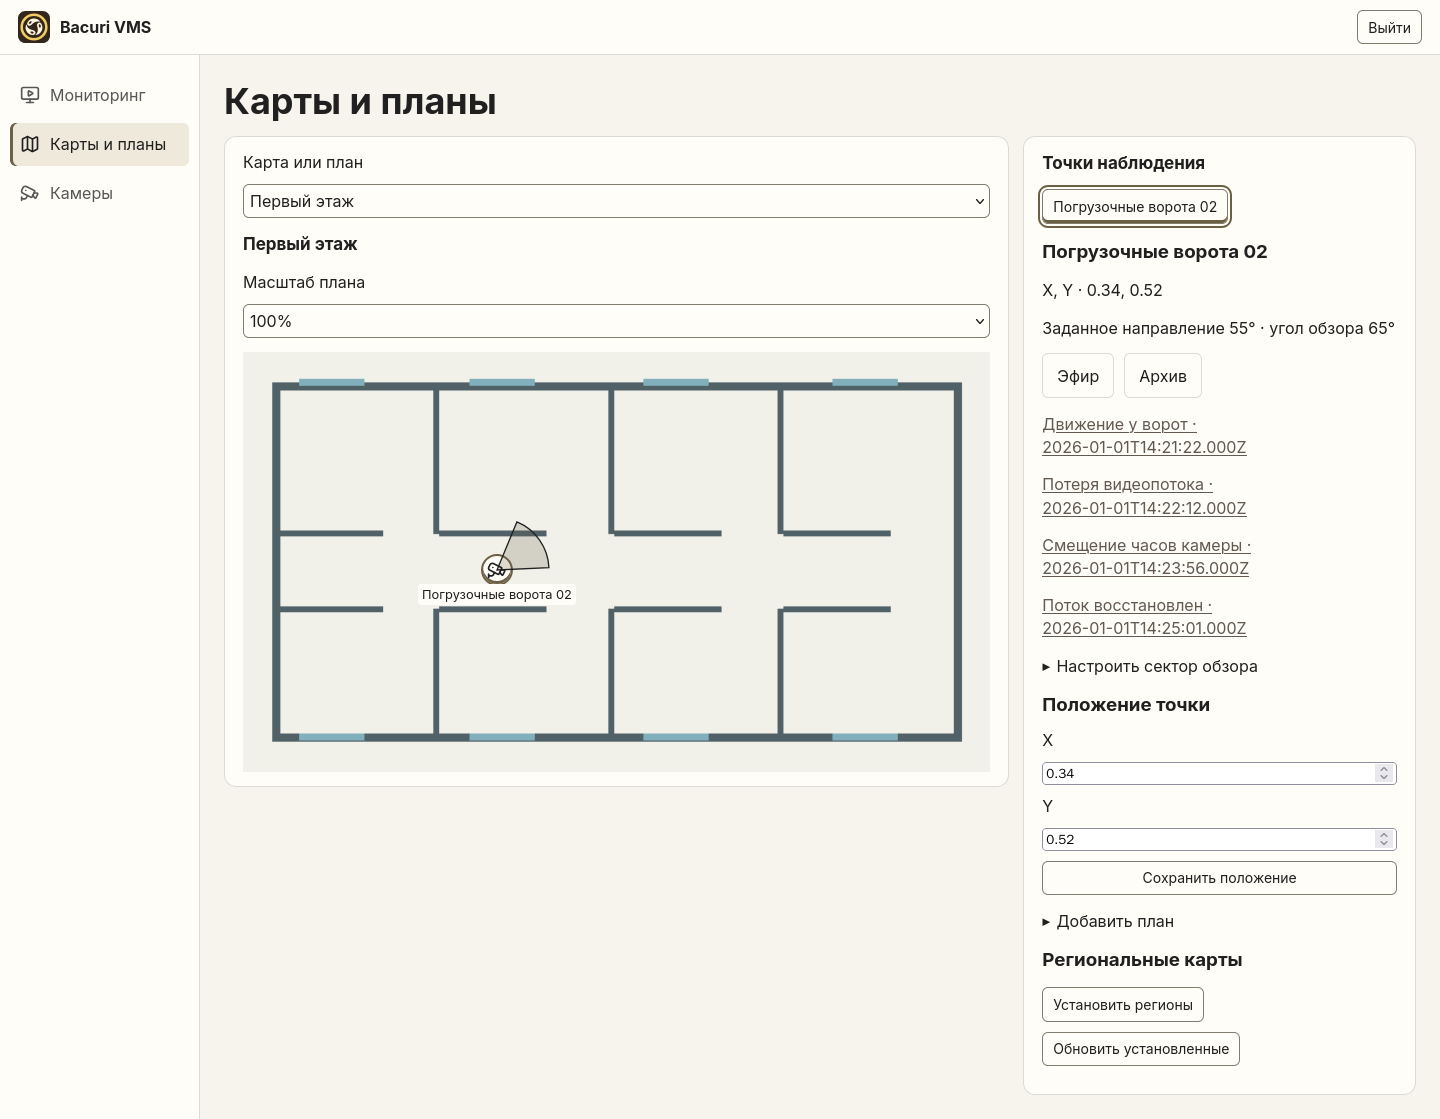 Bacuri VMS
Выйти
Мониторинг
Карты и планы
Камеры
Карты и планы
Карта или план
Первый этаж
Первый этаж
Масштаб плана
100%
Погрузочные ворота 02
Точки наблюдения
Погрузочные ворота 02
Погрузочные ворота 02
X, Y · 0.34, 0.52
Заданное направление 55° · угол обзора 65°
Эфир
Архив
Движение у ворот ·
2026-01-01T14:21:22.000Z
Потеря видеопотока ·
2026-01-01T14:22:12.000Z
Смещение часов камеры ·
2026-01-01T14:23:56.000Z
Поток восстановлен ·
2026-01-01T14:25:01.000Z
Настроить сектор обзора
Положение точки
X
0.34
Y
0.52
Сохранить положение
Добавить план
Региональные карты
Установить регионы
Обновить установленные